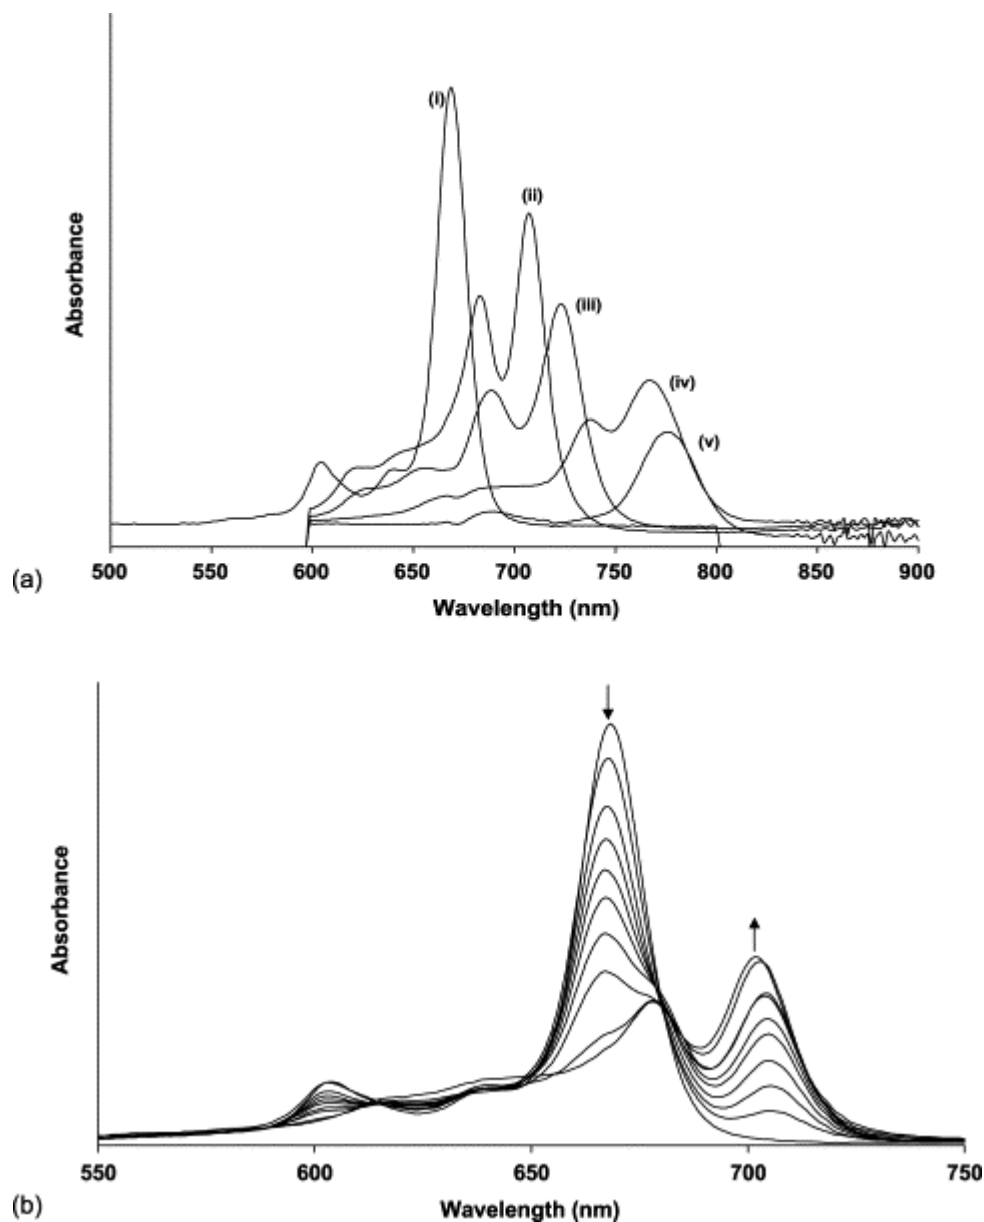 (i)
(ii)
(iii)
(iv)
(v)
Absorbance
500 550 600 650 700 750 800 850 900
(a)
Wavelength (nm)
Absorbance
550 600 650 700 750
(b)
Wavelength (nm)